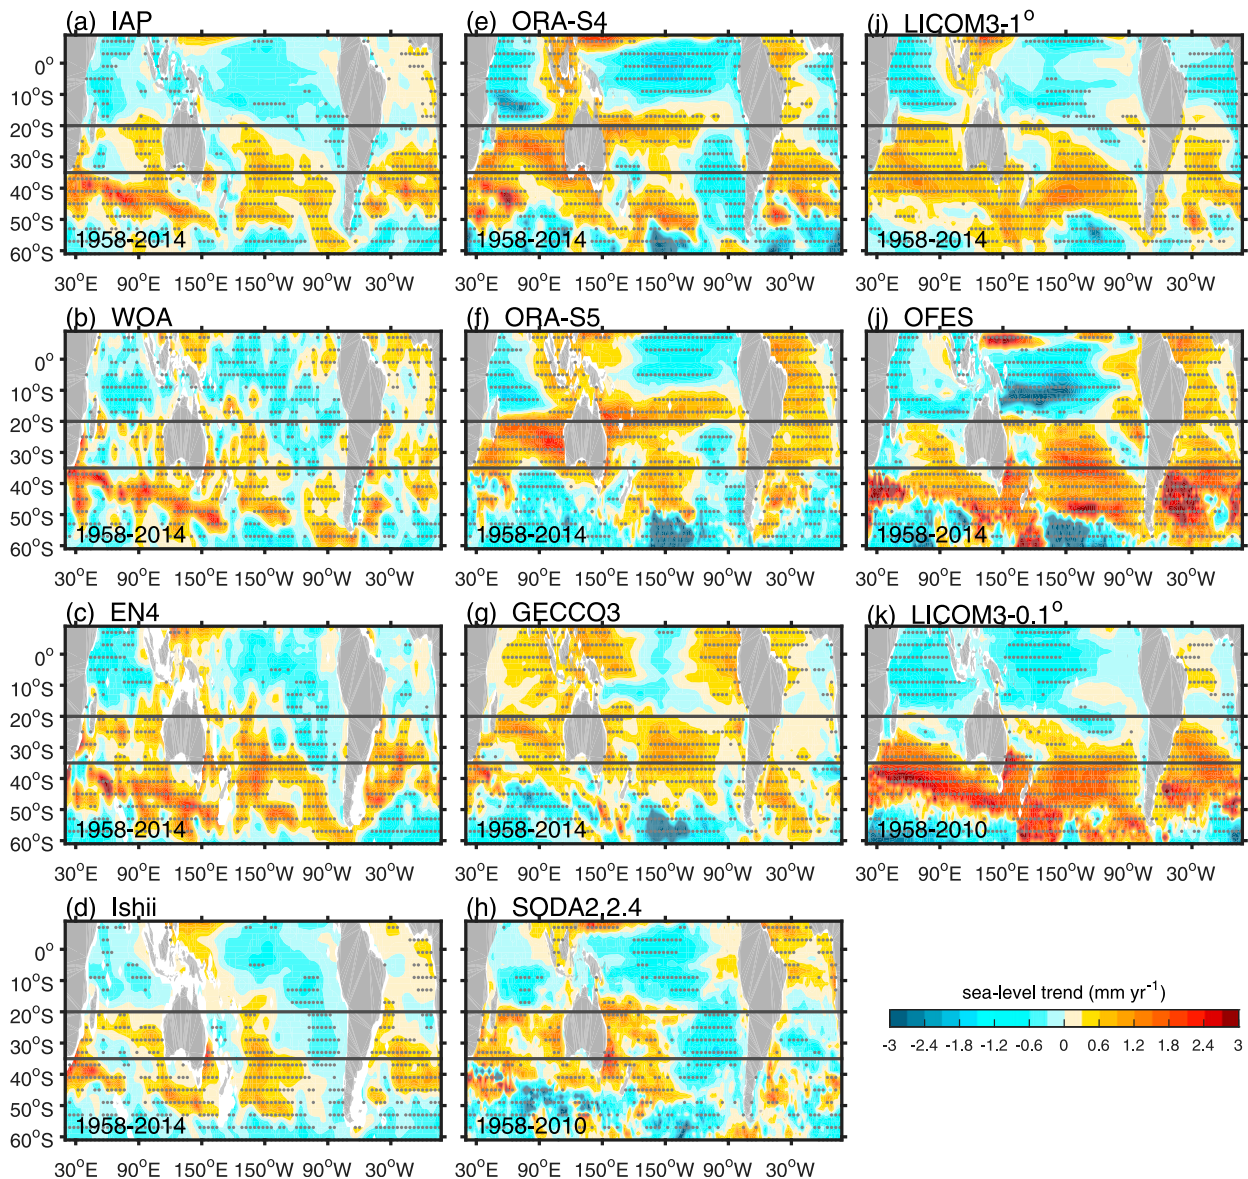 (a) IAP
0°
10°S
20°S
30°S
40°S
50°S
60°S
1958-2014
30°E 90°E 150°E 150°W 90°W 30°W
(b) WOA
0°
10°S
20°S
30°S
40°S
50°S
60°S
1958-2014
30°E 90°E 150°E 150°W 90°W 30°W
(c) EN4
0°
10°S
20°S
30°S
40°S
50°S
60°S
1958-2014
30°E 90°E 150°E 150°W 90°W 30°W
(d) Ishii
0°
10°S
20°S
30°S
40°S
50°S
60°S
1958-2014
30°E 90°E 150°E 150°W 90°W 30°W
(e) ORA-S4
1958-2014
30°E 90°E 150°E 150°W 90°W 30°W
(f) ORA-S5
1958-2014
30°E 90°E 150°E 150°W 90°W 30°W
(g) GECCO3
1958-2014
30°E 90°E 150°E 150°W 90°W 30°W
(h) SODA2.2.4
1958-2010
30°E 90°E 150°E 150°W 90°W 30°W
(i) LICOM3-1°
1958-2014
30°E 90°E 150°E 150°W 90°W 30°W
(j) OFES
1958-2014
30°E 90°E 150°E 150°W 90°W 30°W
(k) LICOM3-0.1°
1958-2010
30°E 90°E 150°E 150°W 90°W 30°W
sea-level trend (mm yr⁻¹)
-3 -2.4 -1.8 -1.2 -0.6 0 0.6 1.2 1.8 2.4 3